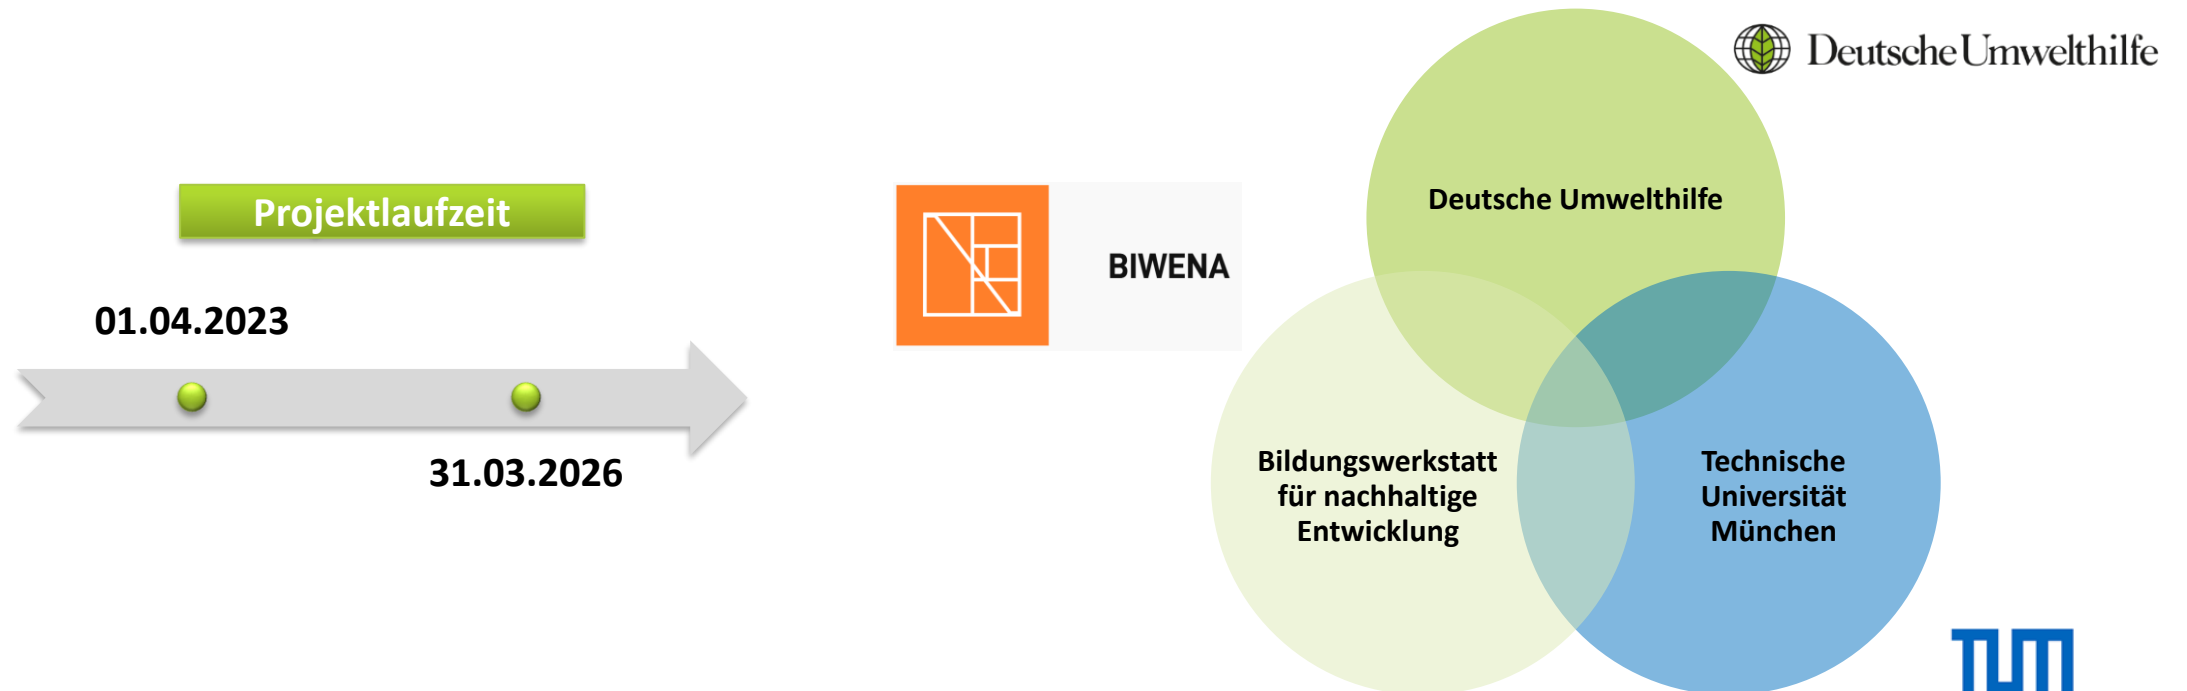 Projektlaufzeit
01.04.2023
31.03.2026
BIWENA
Deutsche Umwelthilfe
Deutsche Umwelthilfe
Bildungswerkstatt
für nachhaltige
Entwicklung
Technische
Universität
München
TUM